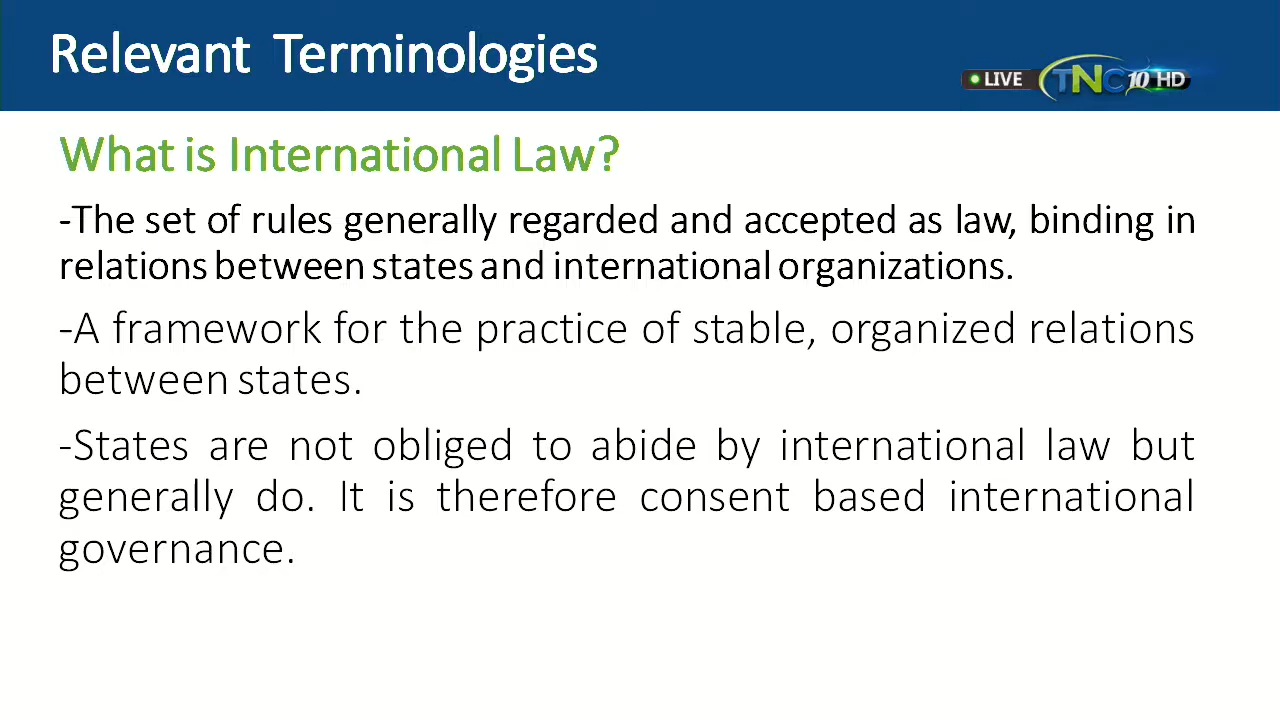 Relevant Terminologies
LIVE TNC 10 HD
What is International Law?
-The set of rules generally regarded and accepted as law, binding in
relations between states and international organizations.
-A framework for the practice of stable, organized relations
between states.
-States are not obliged to abide by international law but
generally do. It is therefore consent based international
governance.